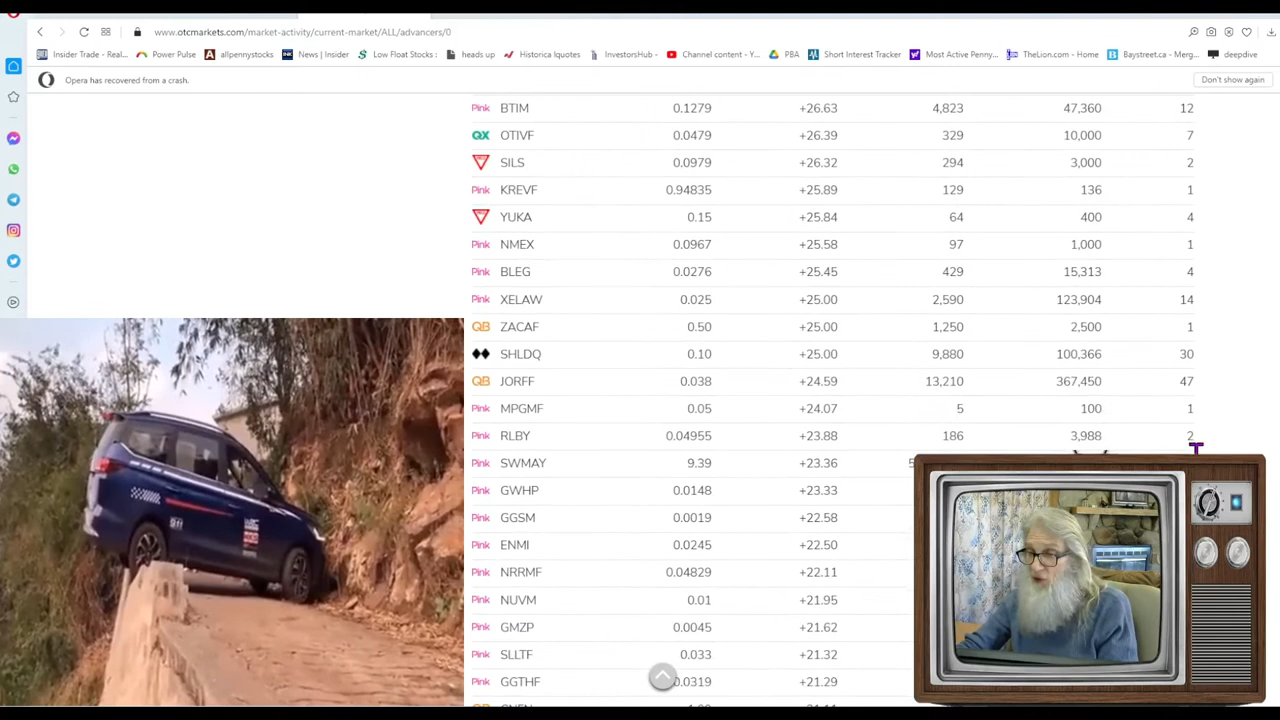 www.otcmarkets.com/market-activity/current-market/ALL/advancers/0
Insider Trade - Real... Power Pulse allpennystocks News | Insider Low Float Stocks : heads up Historica lquotes InvestorsHub - Channel content - Y... PBA Short Interest Tracker Most Active Penny... TheLion.com - Home Baystreet.ca - Merg... deepdive
Opera has recovered from a crash. Don't show again
Pink BTIM 0.1279 +26.63 4,823 47,360 12
QX OTIVF 0.0479 +26.39 329 10,000 7
SILS 0.0979 +26.32 294 3,000 2
Pink KREVF 0.94835 +25.89 129 136 1
YUKA 0.15 +25.84 64 400 4
Pink NMEX 0.0967 +25.58 97 1,000 1
Pink BLEG 0.0276 +25.45 429 15,313 4
Pink XELAW 0.025 +25.00 2,590 123,904 14
QB ZACAF 0.50 +25.00 1,250 2,500 1
SHLDQ 0.10 +25.00 9,880 100,366 30
QB JORFF 0.038 +24.59 13,210 367,450 47
Pink MPGMF 0.05 +24.07 5 100 1
Pink RLBY 0.04955 +23.88 186 3,988 2
Pink SWMAY 9.39 +23.36
Pink GWHP 0.0148 +23.33
Pink GGSM 0.0019 +22.58
Pink ENMI 0.0245 +22.50
Pink NRRMF 0.04829 +22.11
Pink NUVM 0.01 +21.95
Pink GMZP 0.0045 +21.62
Pink SLLTF 0.033 +21.32
Pink GGTHF 0.0319 +21.29